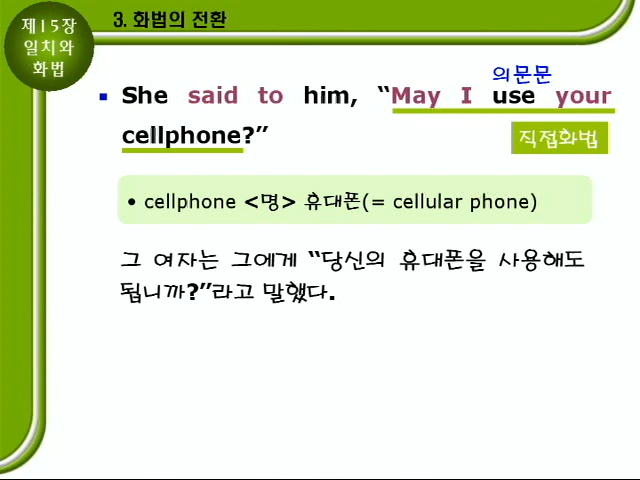 제15장
일치와
화법
3. 화법의 전환
의문문
She said to him, “May I use your
cellphone?”
직접화법
• cellphone <명> 휴대폰(= cellular phone)
그 여자는 그에게 “당신의 휴대폰을 사용해도
됩니까?”라고 말했다.